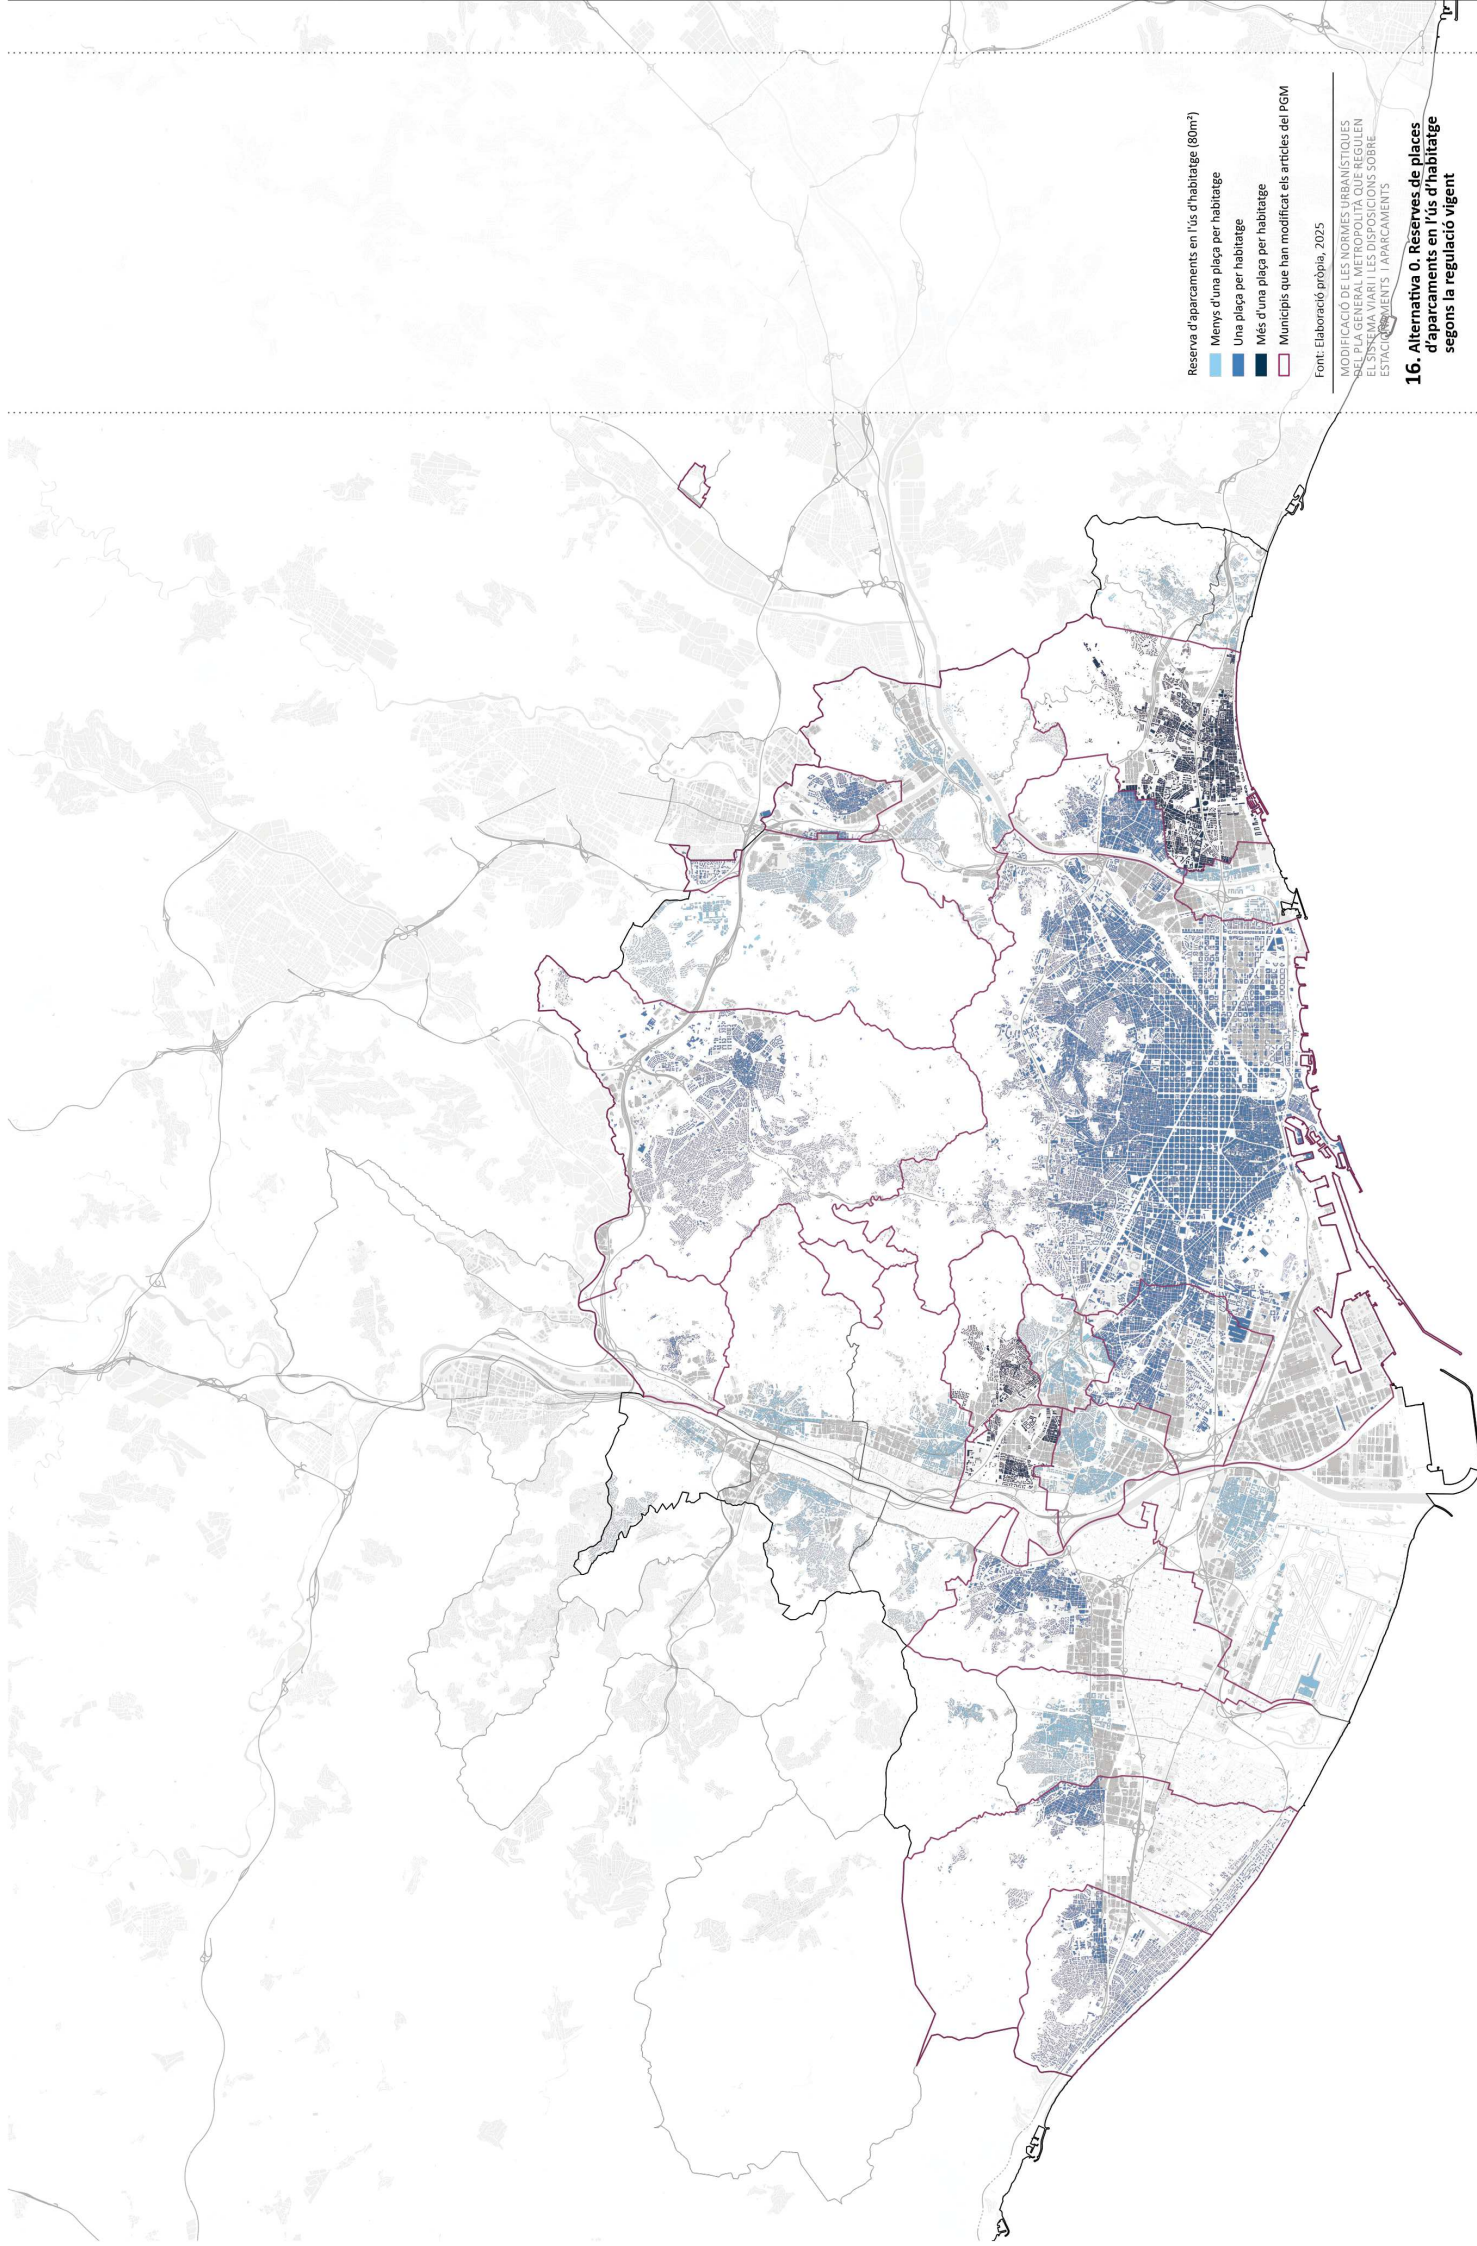 Reserva d'aparcaments en l'ús d'habitatge (80m²)
Menys d'una plaça per habitatge
Una plaça per habitatge
Més d'una plaça per habitatge
Municipis que han modificat els articles del PGM
Font: Elaboració pròpia, 2025
MODIFICACIÓ DE LES NORMES URBANÍSTIQUES
DEL PLA GENERAL METROPOLITÀ QUE REGULEN
EL SISTEMA VIARI I LES DISPOSICIONS SOBRE
ESTACIONAMENTS I APARCAMENTS
16. Alternativa 0. Reserves de places
d'aparcaments en l'ús d'habitatge
segons la regulació vigent